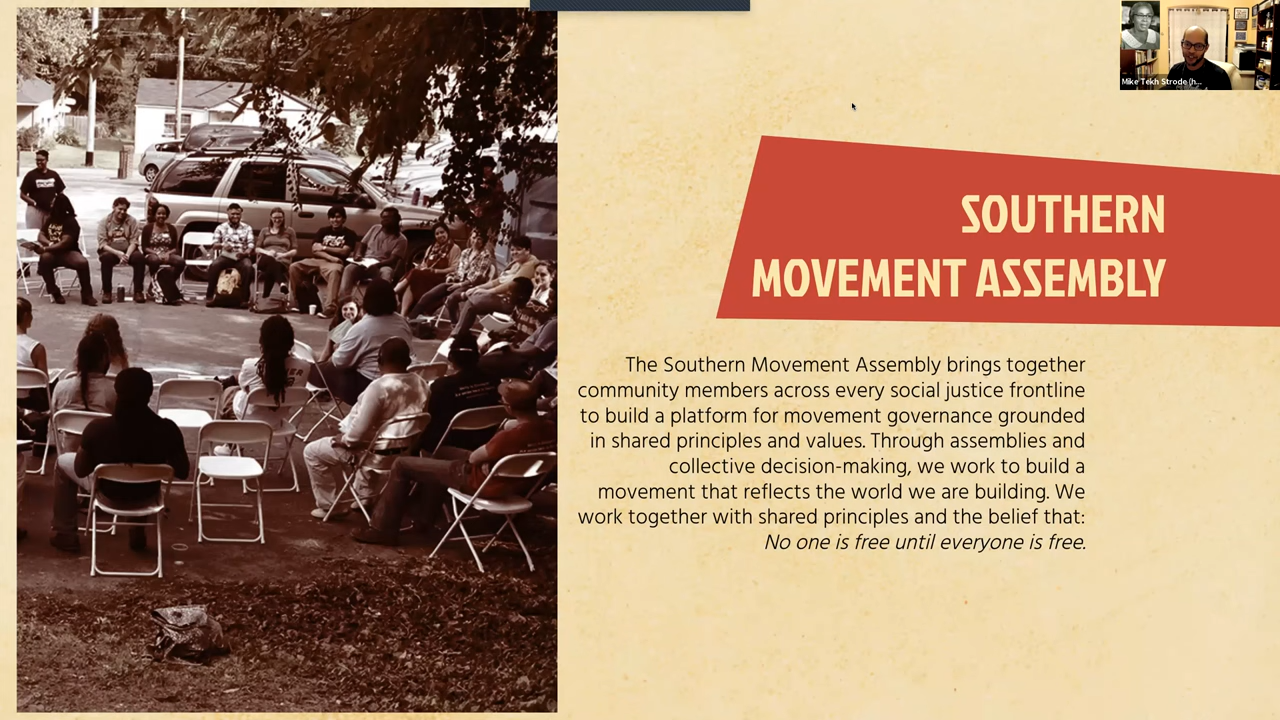 Mike Tekh Strode (h...
SOUTHERN
MOVEMENT ASSEMBLY
The Southern Movement Assembly brings together
community members across every social justice frontline
to build a platform for movement governance grounded
in shared principles and values. Through assemblies and
collective decision-making, we work to build a
movement that reflects the world we are building. We
work together with shared principles and the belief that:
No one is free until everyone is free.